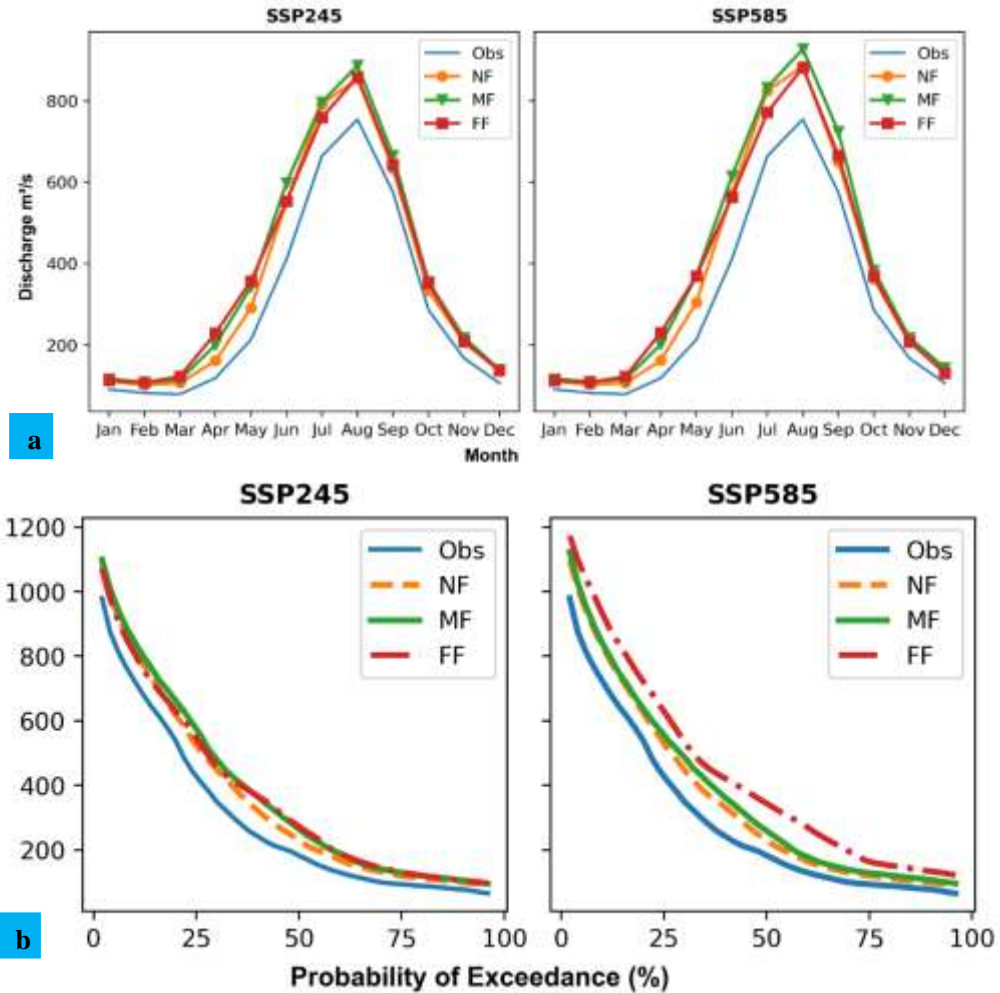 SSP245 SSP585
Obs
NF
MF
FF
Obs
NF
MF
FF
Discharge m³/s
800
600
400
200
Jan Feb Mar Apr May Jun Jul Aug Sep Oct Nov Dec
Jan Feb Mar Apr May Jun Jul Aug Sep Oct Nov Dec
a
Month
SSP245 SSP585
1200
1000
800
600
400
200
Obs
NF
MF
FF
Obs
NF
MF
FF
0 25 50 75 100
0 25 50 75 100
b
Probability of Exceedance (%)